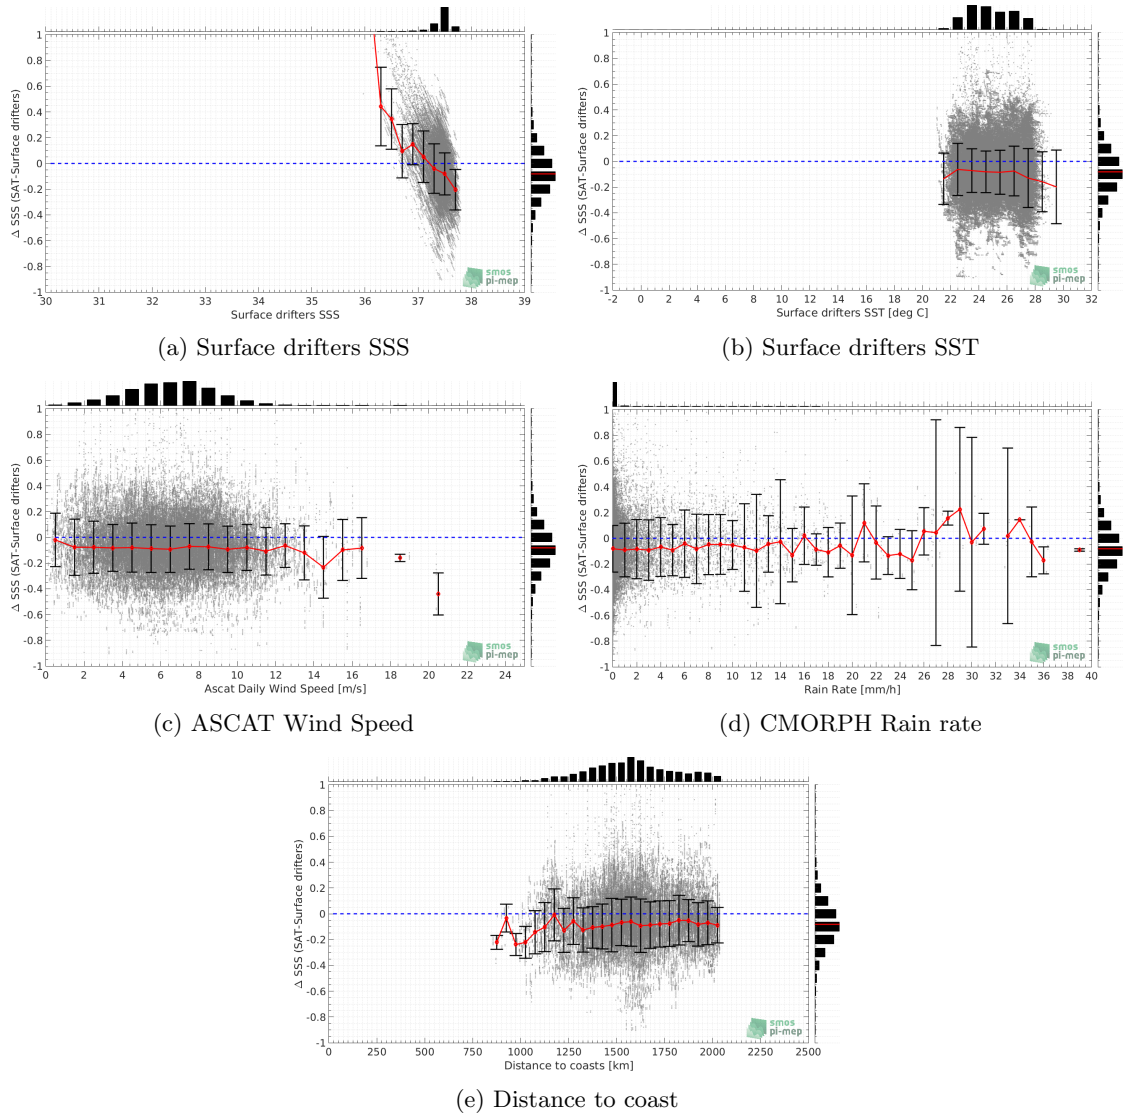 1
0.8
0.6
0.4
0.2
0
-0.2
-0.4
-0.6
-0.8
-1
Δ SSS (SAT-Surface drifters)
smos
pi-mep
30 31 32 33 34 35 36 37 38 39
Surface drifters SSS
(a) Surface drifters SSS
1
0.8
0.6
0.4
0.2
0
-0.2
-0.4
-0.6
-0.8
-1
Δ SSS (SAT-Surface drifters)
smos
pi-mep
-2 0 2 4 6 8 10 12 14 16 18 20 22 24 26 28 30 32
Surface drifters SST [deg C]
(b) Surface drifters SST
1
0.8
0.6
0.4
0.2
0
-0.2
-0.4
-0.6
-0.8
-1
Δ SSS (SAT-Surface drifters)
smos
pi-mep
0 2 4 6 8 10 12 14 16 18 20 22 24
Ascat Daily Wind Speed [m/s]
(c) ASCAT Wind Speed
1
0.8
0.6
0.4
0.2
0
-0.2
-0.4
-0.6
-0.8
-1
Δ SSS (SAT-Surface drifters)
smos
pi-mep
0 2 4 6 8 10 12 14 16 18 20 22 24 26 28 30 32 34 36 38 40
Rain Rate [mm/h]
(d) CMORPH Rain rate
1
0.8
0.6
0.4
0.2
0
-0.2
-0.4
-0.6
-0.8
-1
Δ SSS (SAT-Surface drifters)
smos
pi-mep
0 250 500 750 1000 1250 1500 1750 2000 2250 2500
Distance to coasts [km]
(e) Distance to coast